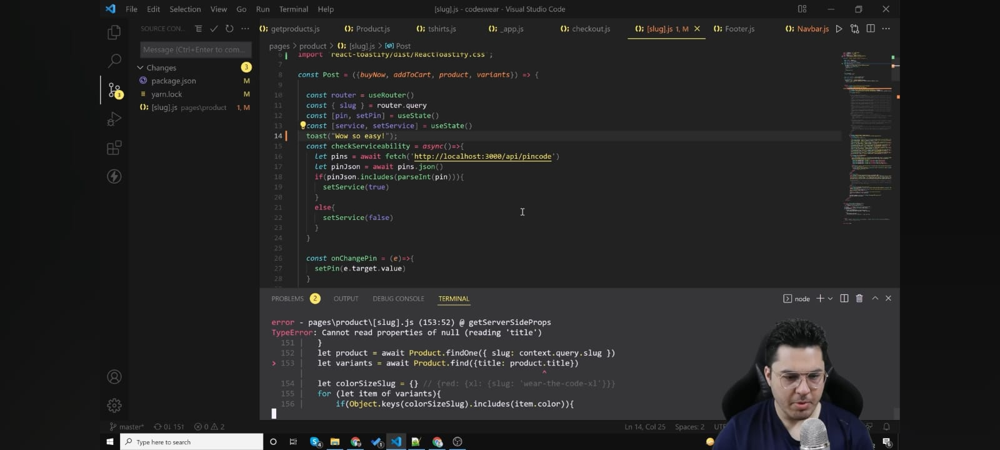 File Edit Selection View Go Run Terminal Help
[slug].js - codeswear - Visual Studio Code
SOURCE CON...
Message (Ctrl+Enter to com...
Changes 3
package.json M
yarn.lock M
[slug].js pages\product 1, M
3
getproducts.js Product.js tshirts.js _app.js checkout.js [slug].js 1, M Footer.js Navbar.js
pages > product > [slug].js > Post
6 import 'react-toastify/dist/ReactToastify.css';
7
8 const Post = ({buyNow, addToCart, product, variants}) => {
9
10 const router = useRouter()
11 const { slug } = router.query
12 const [pin, setPin] = useState()
13 const [service, setService] = useState()
14 toast("Wow so easy!");
15 const checkServiceability = async()=>{
16 let pins = await fetch('http://localhost:3000/api/pincode')
17 let pinJson = await pins.json()
18 if(pinJson.includes(parseInt(pin))){
19 setService(true)
20 }
21 else{
22 setService(false)
23 }
24 }
25
26 const onChangePin = (e)=>{
27 setPin(e.target.value)
28 }
PROBLEMS 2 OUTPUT DEBUG CONSOLE TERMINAL
node
error - pages\product\[slug].js (153:52) @ getServerSideProps
TypeError: Cannot read properties of null (reading 'title')
151 | }
152 | let product = await Product.findOne({ slug: context.query.slug })
> 153 | let variants = await Product.find({title: product.title})
| ^
154 | let colorSizeSlug = {} // {red: {xl: {slug: 'wear-the-code-xl'}}}
155 | for (let item of variants){
156 | if(Object.keys(colorSizeSlug).includes(item.color)){
master* 0↓ 151 0 2
Ln 14, Col 25 Spaces: 2
Type here to search